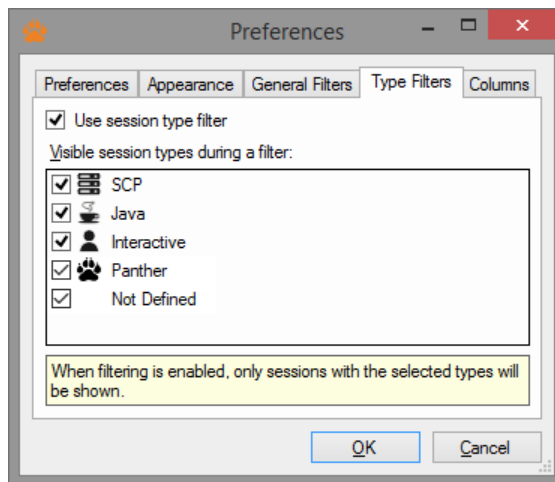 Preferences
Preferences Appearance General Filters Type Filters Columns
Use session type filter
Visible session types during a filter:
SCP
Java
Interactive
Panther
Not Defined
When filtering is enabled, only sessions with the selected types will
be shown.
OK Cancel